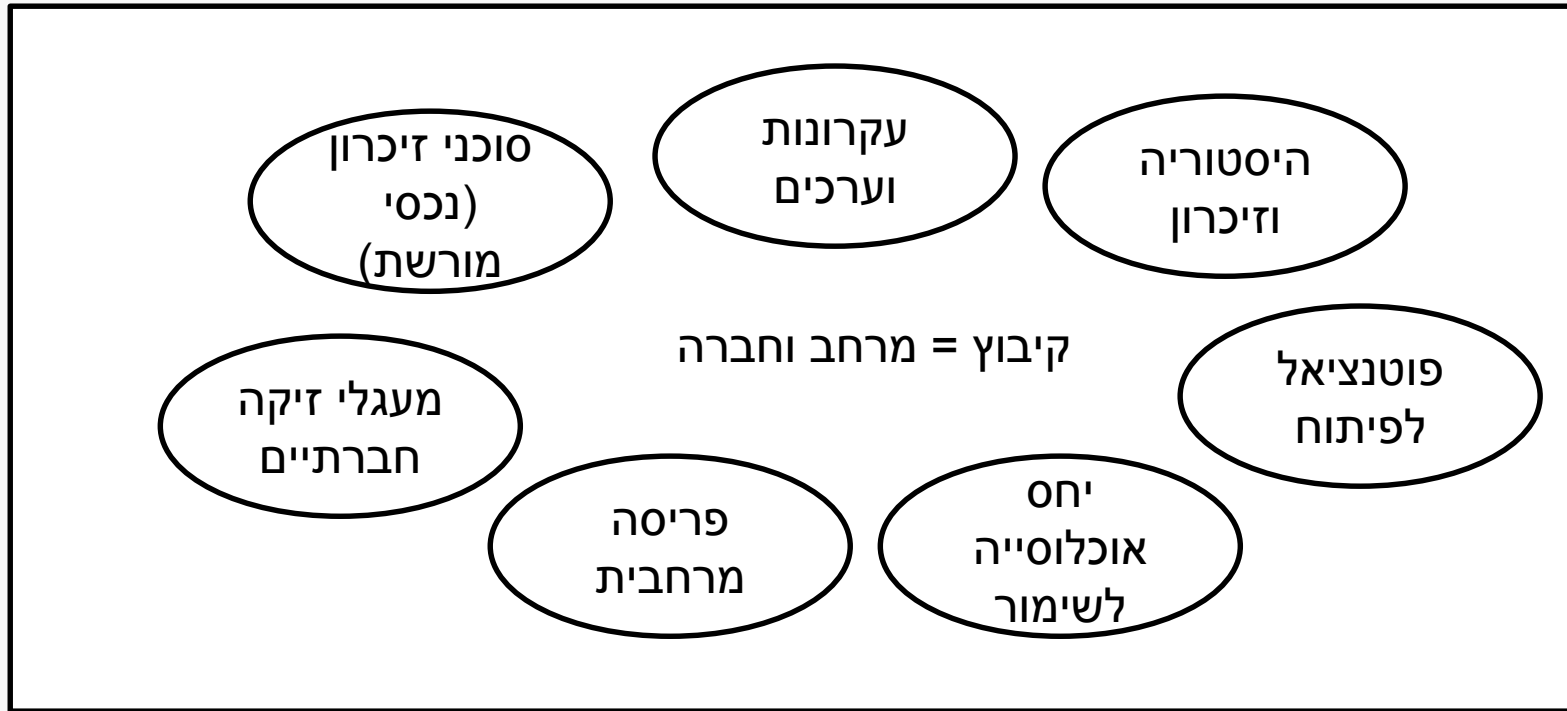 היסטוריה
וזיכרון
עקרונות
וערכים
סוכני זיכרון
(נכסי
מורשת)
קיבוץ = מרחב וחברה
פוטנציאל
לפיתוח
מעגלי זיקה
חברתיים
יחס
אוכלוסייה
לשימור
פריסה
מרחבית